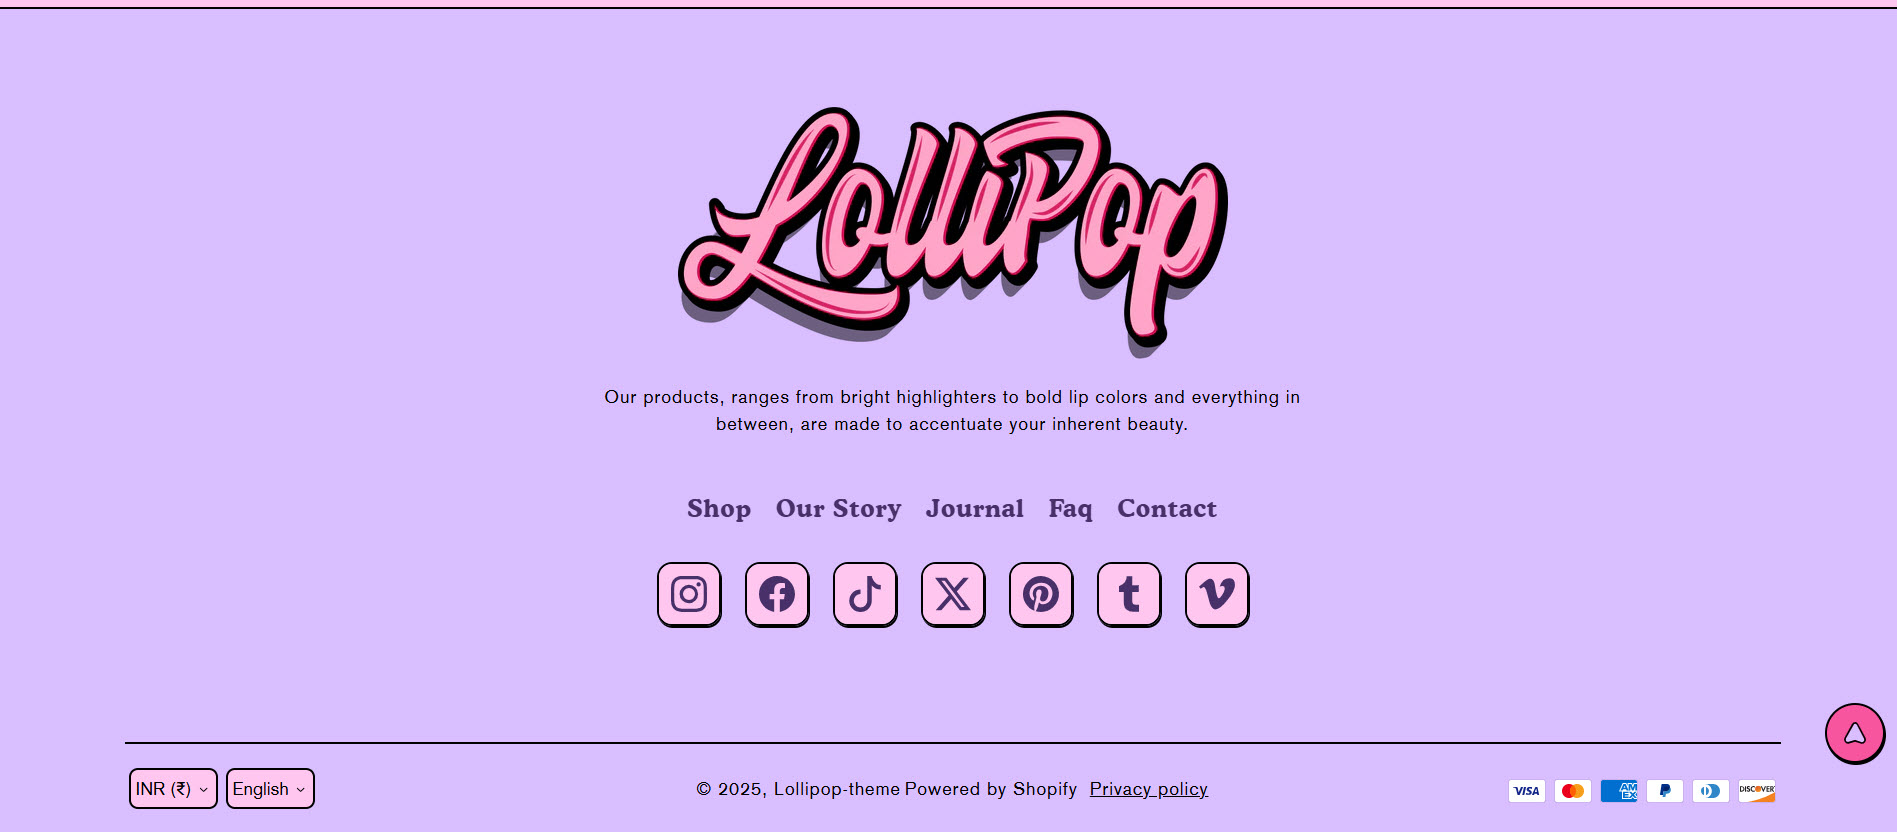 LolliPop
Our products, ranges from bright highlighters to bold lip colors and everything in
between, are made to accentuate your inherent beauty.
Shop Our Story Journal Faq Contact
INR (₹) English © 2025, Lollipop-theme Powered by Shopify Privacy policy VISA AM EX DISCOVER